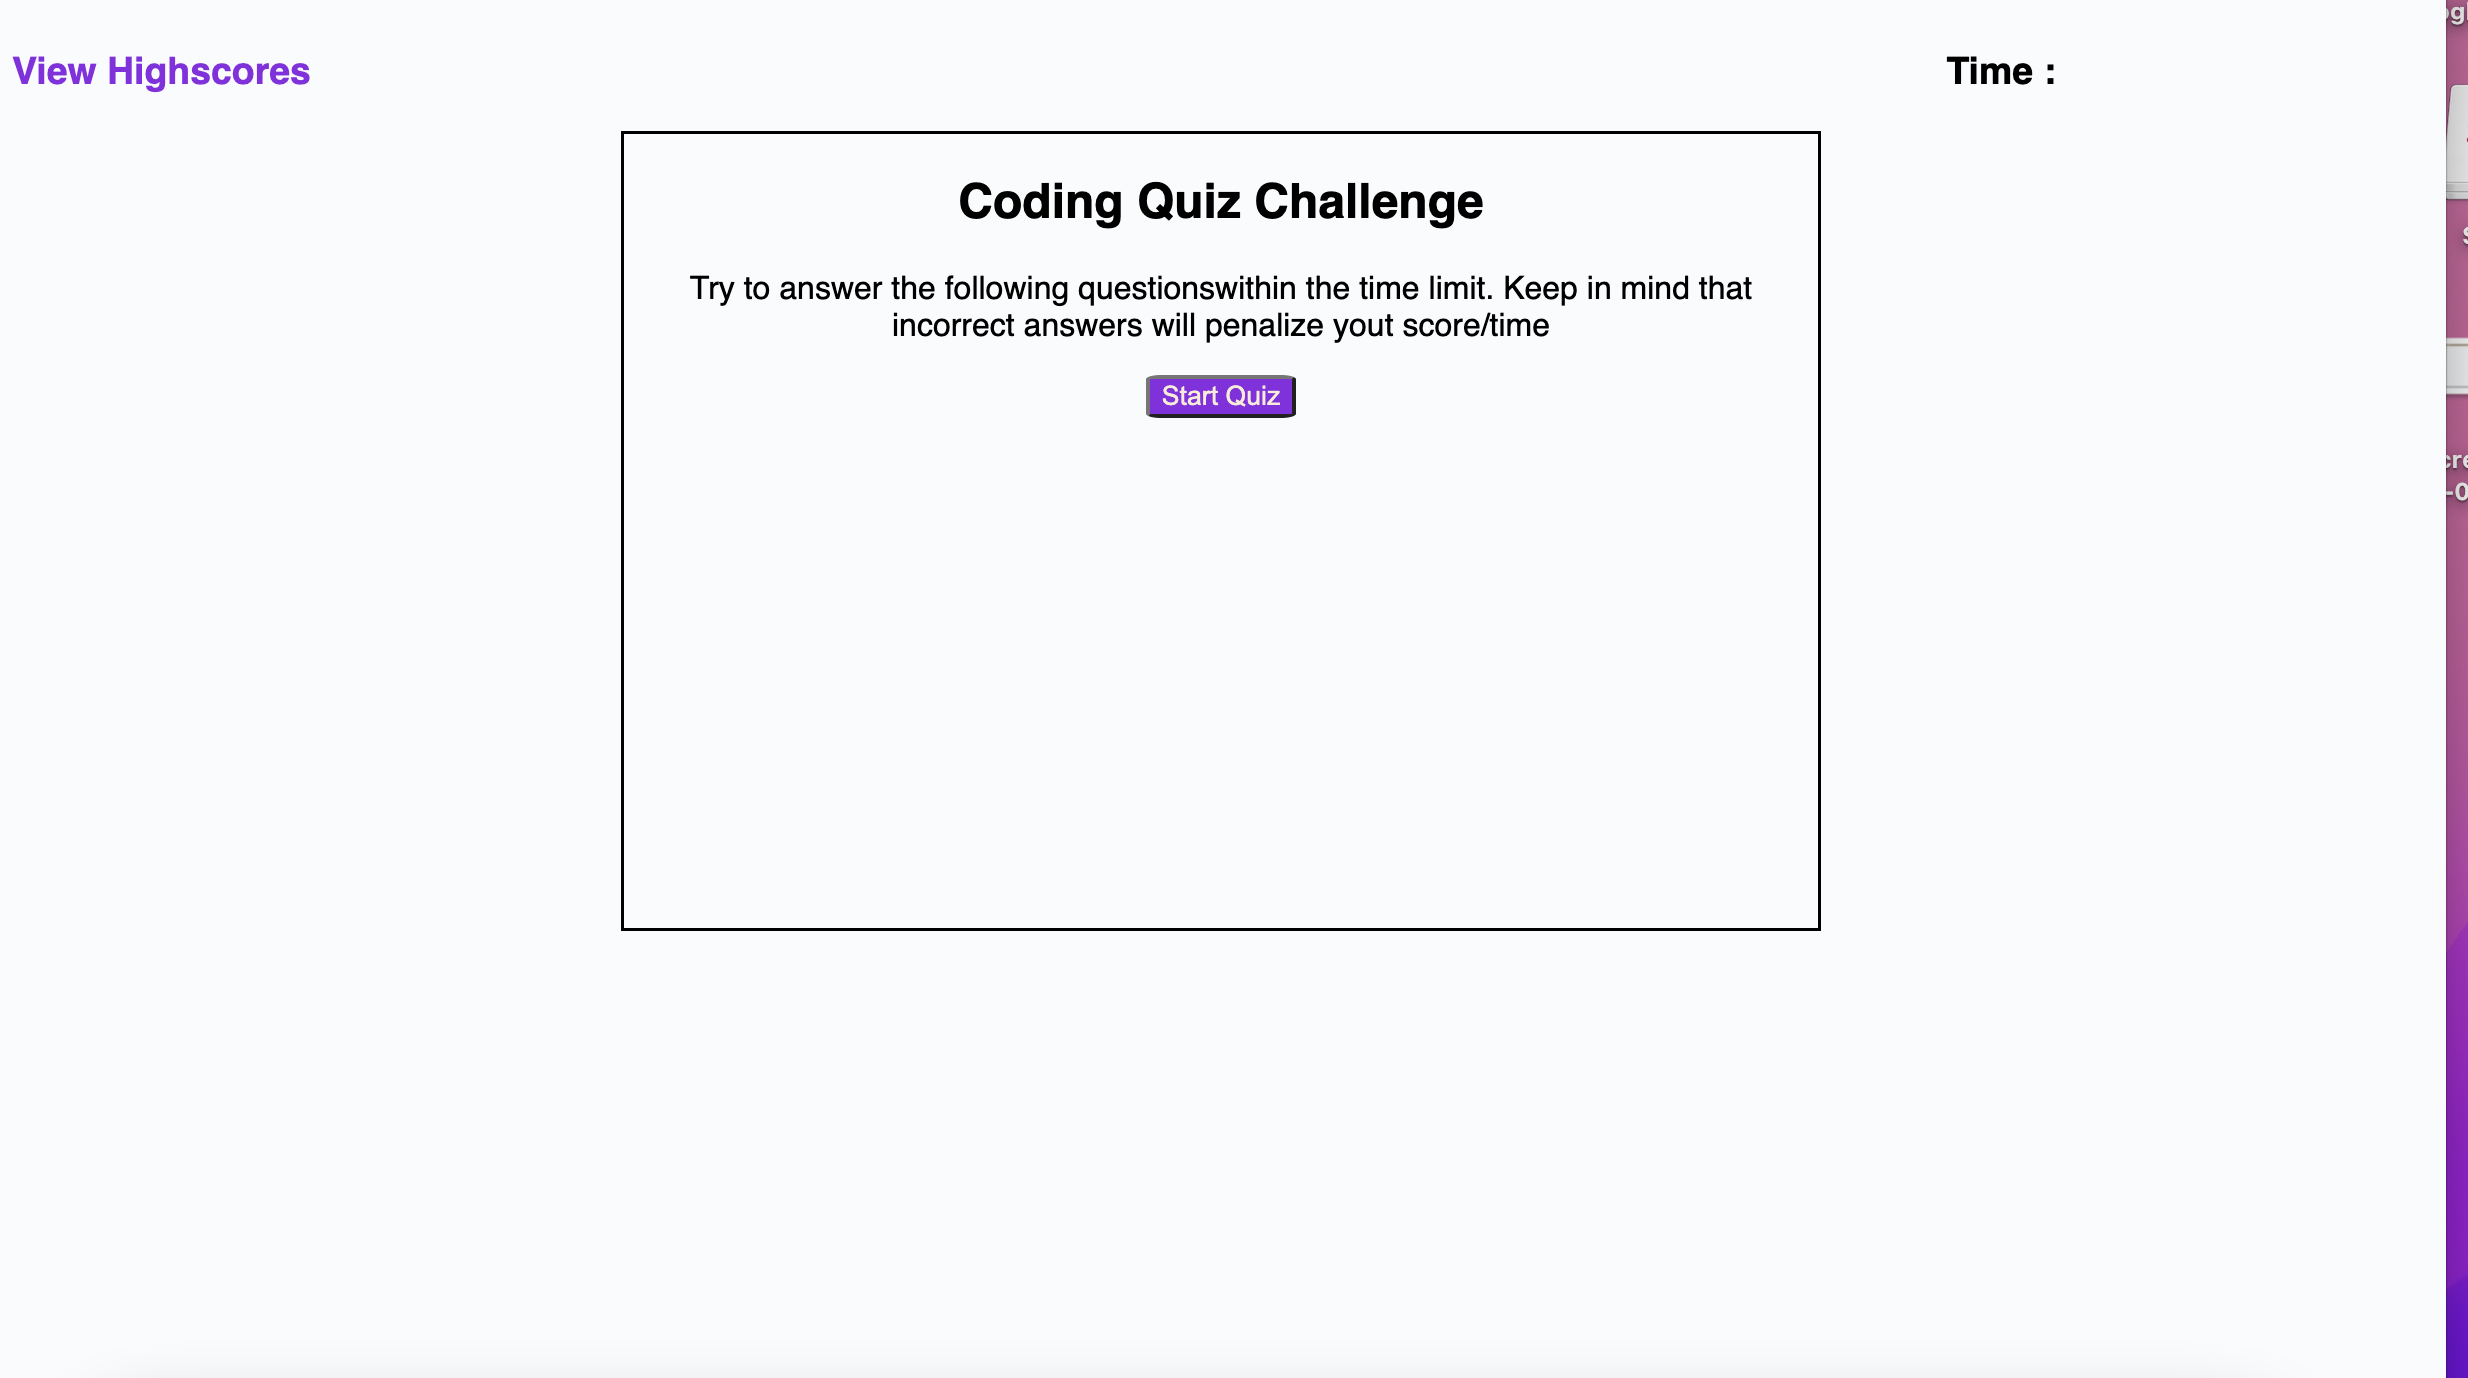 View Highscores
Time :
Coding Quiz Challenge
Try to answer the following questionswithin the time limit. Keep in mind that
incorrect answers will penalize yout score/time
Start Quiz